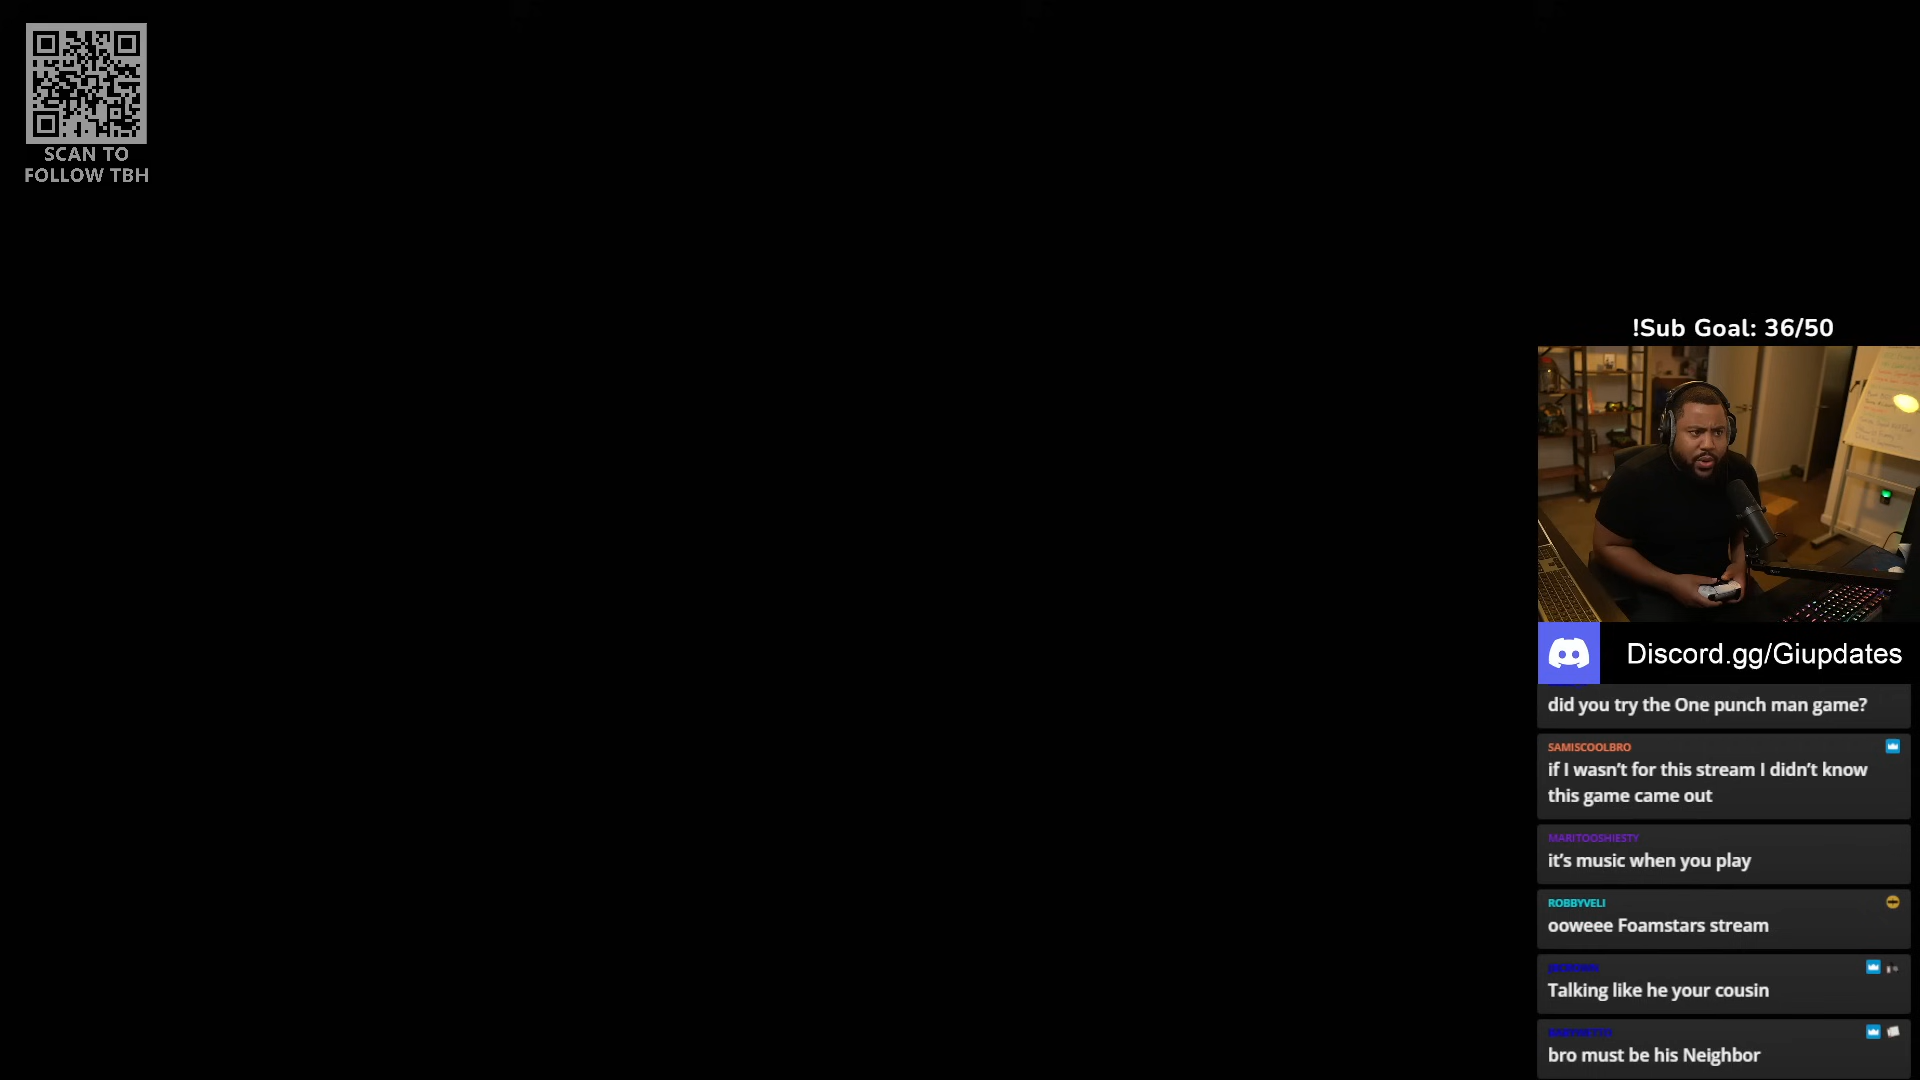 SCAN TO
FOLLOW TBH
!Sub Goal: 36/50
Discord.gg/Giupdates
did you try the One punch man game?
SAMISCOOLBRO
if I wasn't for this stream I didn't know
this game came out
MARITOOSHIESTY
it's music when you play
ROBBYVELI
ooweee Foamstars stream
Talking like he your cousin
bro must be his Neighbor